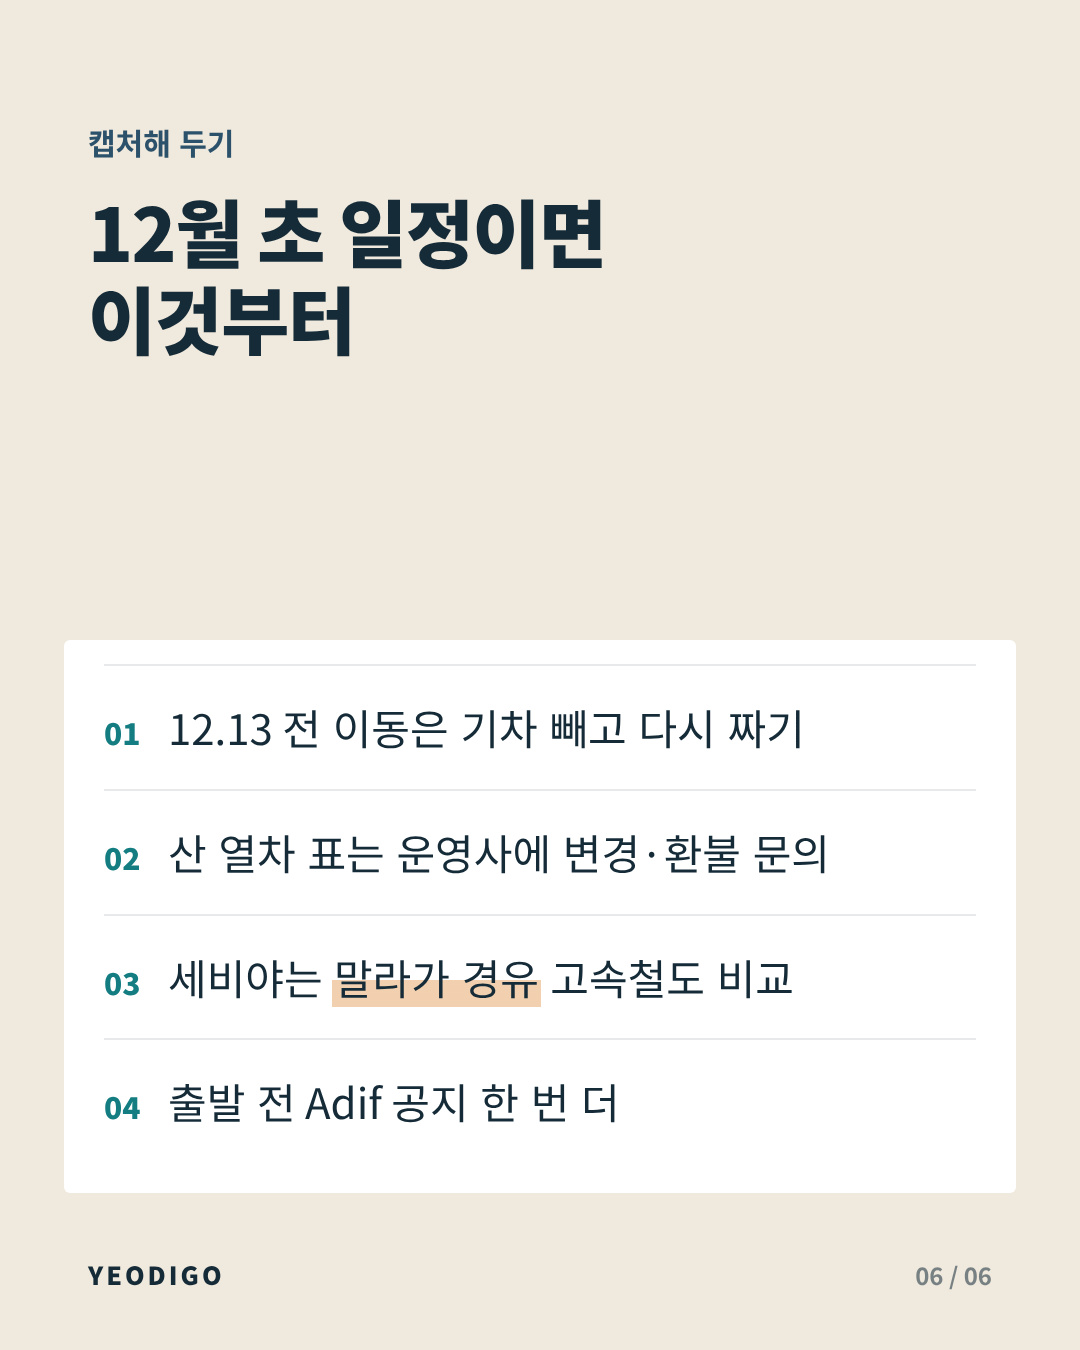 캡처해 두기
12월 초 일정이면
이것부터
01 12.13 전 이동은 기차 빼고 다시 짜기
02 산 열차 표는 운영사에 변경·환불 문의
03 세비야는 말라가 경유 고속철도 비교
04 출발 전 Adif 공지 한 번 더
YEODIGO
06 / 06